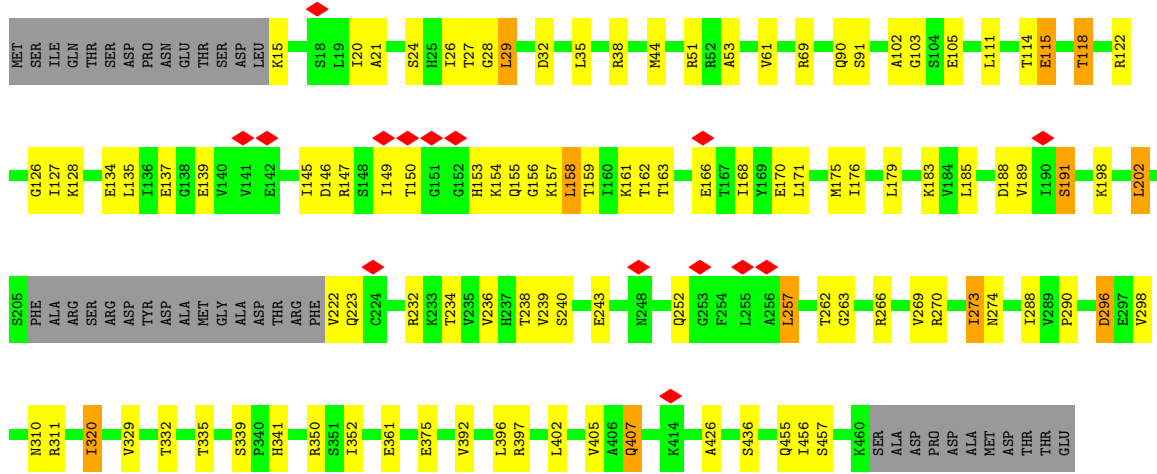 MET SER ILE GLN THR SER ASP PRO ASN GLU THR SER ASP LEU K15 S18 L19 I20 A21 S24 H25 I26 T27 G28 L29 D32 L35 R38 M44 R51 R52 A53 V61 R69 Q90 S91 A102 G103 S104 E105 L111 T114 E115 T118 R122
G126 I127 K128 E134 L135 I136 E137 G138 E139 V140 V141 E142 I145 D146 R147 S148 I149 T150 G151 G152 H153 K154 Q155 G156 K157 L158 T159 I160 K161 T162 T163 E166 T167 I168 Y169 E170 L171 M175 I176 L179 K183 V184 L185 D188 V189 I190 S191 K198 L202
S205 PHE ALA ARG SER ARG ASP TYR ASP ALA MET GLY ALA ASP THR ARG PHE V222 Q223 C224 R232 K233 T234 V235 V236 H237 T238 V239 S240 E243 N248 Q252 G253 F254 L255 A256 L257 T262 G263 R266 V269 R270 I273 N274 I288 V289 P290 D296 E297 V298
N310 R311 I320 V329 T332 T335 S339 P340 H341 R350 S351 I352 E361 E375 V392 L396 R397 L402 V405 A406 Q407 K414 A426 S436 Q455 I456 S457 K460 SER ALA ASP PRO ASP ALA MET ASP THR THR GLU